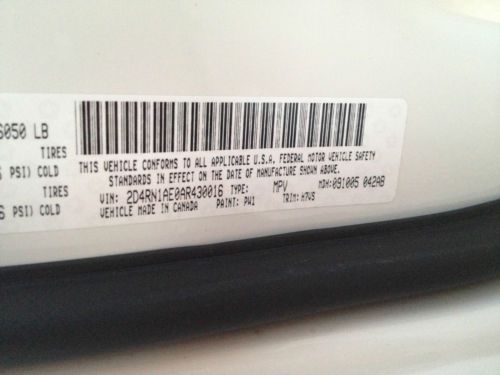 6050 LB
TIRES
THIS VEHICLE CONFORMS TO ALL APPLICABLE U.S.A. FEDERAL MOTOR VEHICLE SAFETY
PSI) COLD
STANDARDS IN EFFECT ON THE DATE OF MANUFACTURE SHOWN ABOVE.
TIRES
VIN: 2D4RN1AE0AR430016 TYPE: MPV MDH:091005 042AB
PSI) COLD
VEHICLE MADE IN CANADA PAINT: PW1 TRIM: H7VS